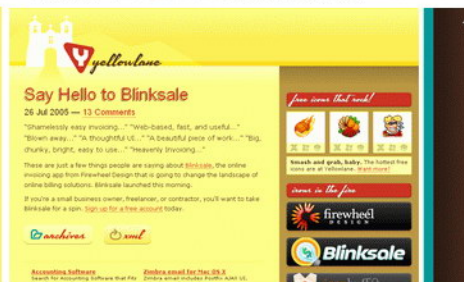 yellowlane
Say Hello to Blinksale
26 Jul 2005 — 13 Comments
"Shamelessly easy invoicing..." "Web-based, fast, and useful..."
"Blown away..." "A thoughtful UI..." "A beautiful piece of work..." "Big,
chunky, bright, easy to use..." "Heavenly Invoicing..."
These are just a few things people are saying about Blinksale, the online
invoicing app from Firewheel Design that is going to change the landscape of
online billing solutions. Blinksale launched this morning.
If you're a small business owner, freelancer, or contractor, you'll want to take
Blinksale for a spin. Sign up for a free account today.
archives
xml
Accounting Software
Search for Accounting Software that Fits
Zimbra email for Mac OS X
free icons that rock!
Smash and grab, baby. The hottest free
icons are at Yellowlane. Want more?
irons in the fire
firewheel
DESIGN
Blinksale